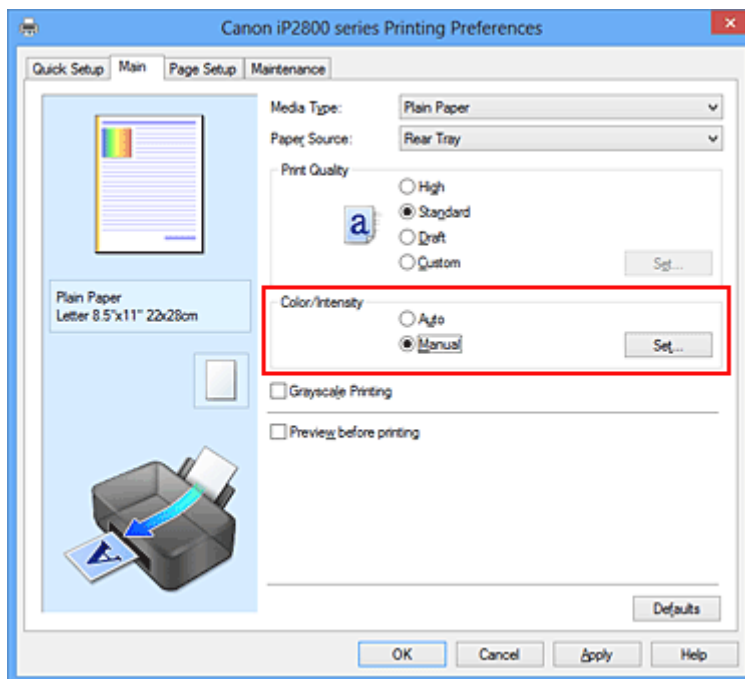 Canon iP2800 series Printing Preferences
Quick Setup Main Page Setup Maintenance
Media Type: Plain Paper
Paper Source: Rear Tray
Print Quality
High
a Standard
Draft
Custom Set...
Plain Paper
Letter 8.5"x11" 22x28cm
Color/Intensity
Auto
Manual Set...
Grayscale Printing
Preview before printing
A
Defaults
OK Cancel Apply Help